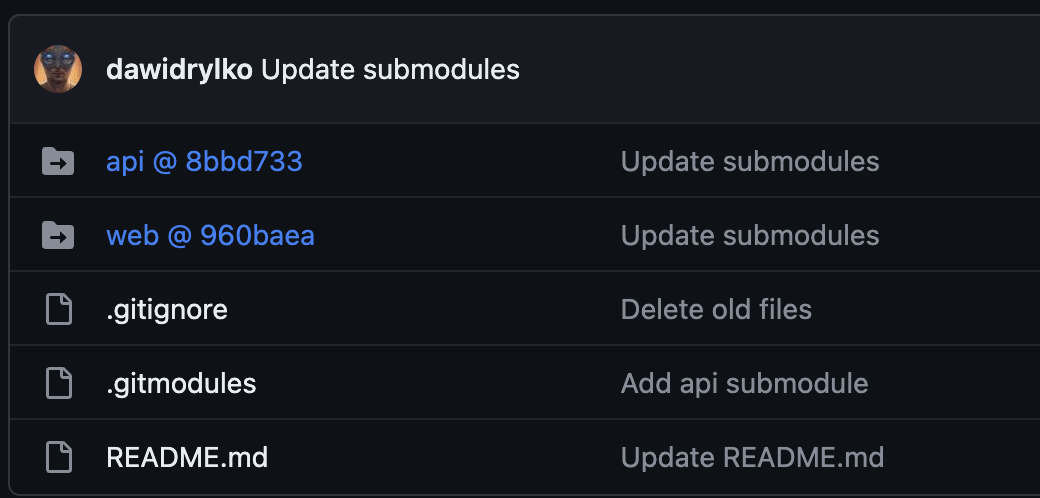 dawidrylko Update submodules
api @ 8bbd733 Update submodules
web @ 960baea Update submodules
.gitignore Delete old files
.gitmodules Add api submodule
README.md Update README.md